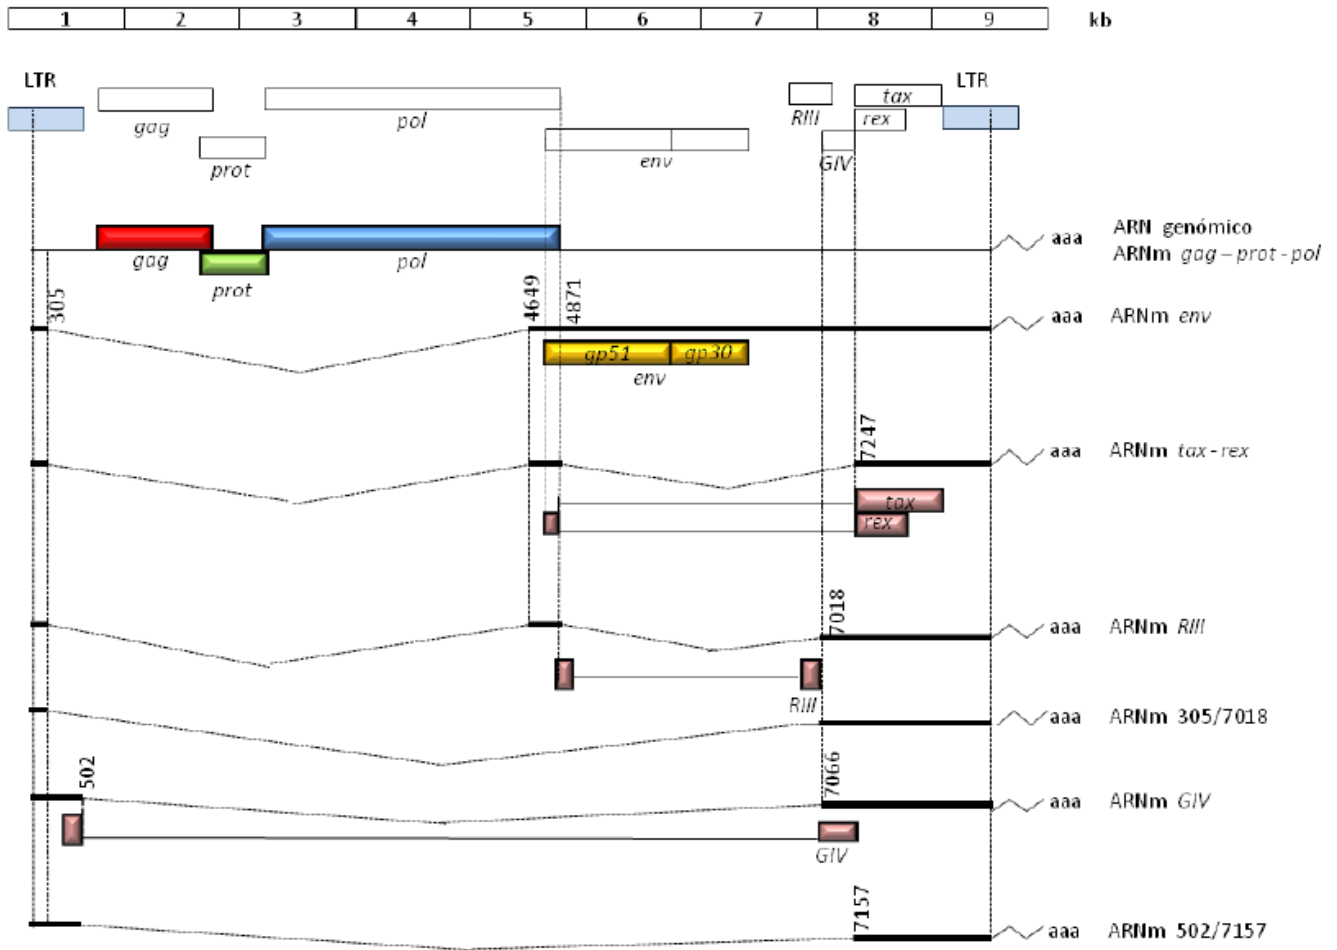 1 2 3 4 5 6 7 8 9 kb
LTR LTR
gag pol RIII tax
rex
prot env GIV
ARN genómico
aaa
ARNm gag – prot - pol
gag pol
prot
305 4649 4871
aaa ARNm env
gp51 gp30
env
7247
aaa ARNm tax - rex
tax
rex
7018
aaa ARNm RIII
RIII
aaa ARNm 305/7018
502 7066
aaa ARNm GIV
GIV
7157
aaa ARNm 502/7157